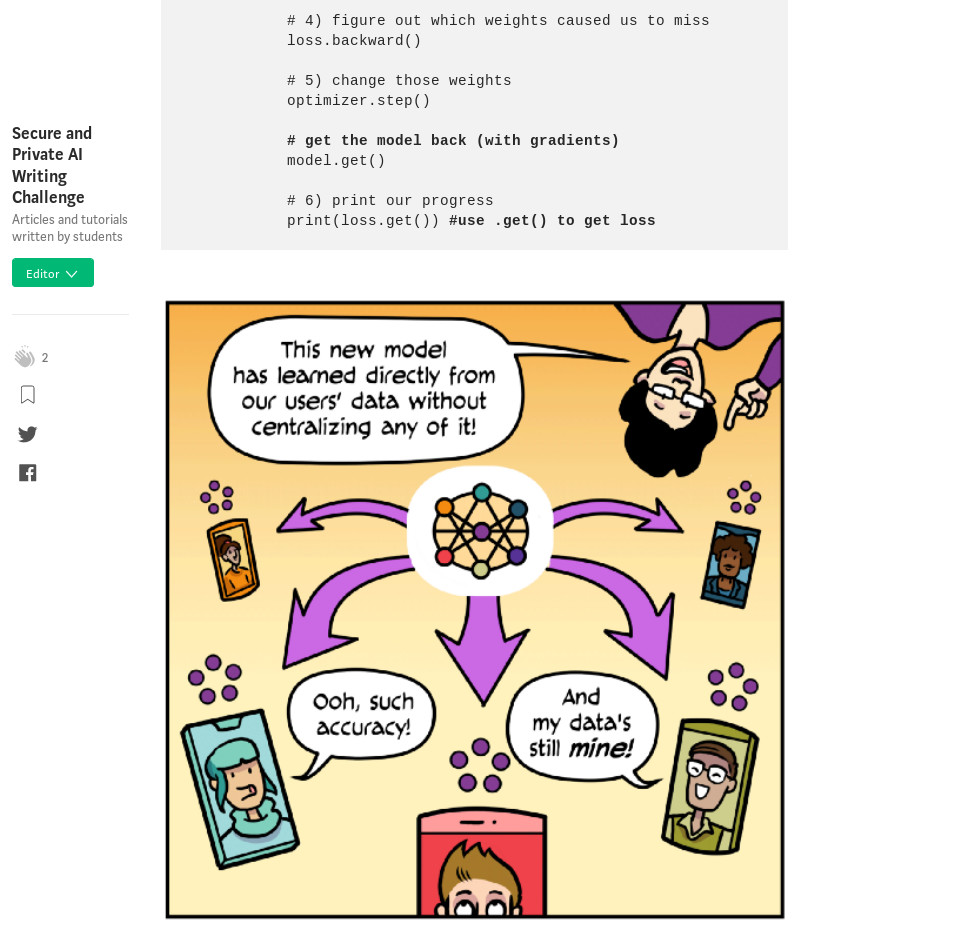 # 4) figure out which weights caused us to miss
loss.backward()
# 5) change those weights
optimizer.step()
# get the model back (with gradients)
model.get()
# 6) print our progress
print(loss.get()) #use .get() to get loss
Secure and
Private AI
Writing
Challenge
Articles and tutorials
written by students
Editor
2
This new model
has learned directly from
our users' data without
centralizing any of it!
Ooh, such
accuracy!
And
my data's
still mine!